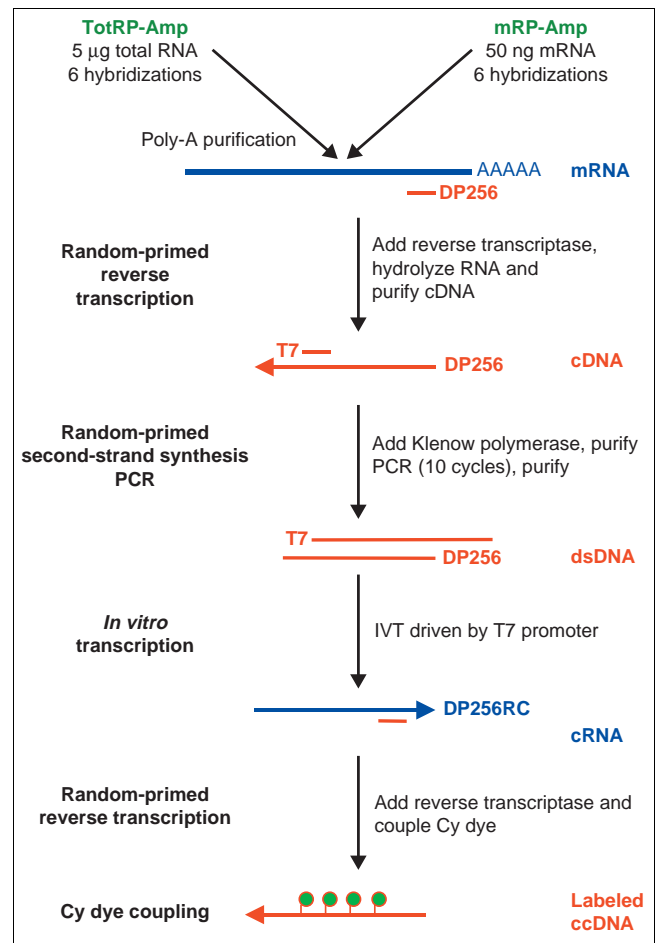 TotRP-Amp
5 µg total RNA
6 hybridizations
mRP-Amp
50 ng mRNA
6 hybridizations
Poly-A purification
AAAAA
mRNA
DP256
Random-primed
reverse
transcription
Add reverse transcriptase,
hydrolyze RNA and
purify cDNA
T7
DP256
cDNA
Random-primed
second-strand synthesis
PCR
Add Klenow polymerase, purify
PCR (10 cycles), purify
T7
DP256
dsDNA
In vitro
transcription
IVT driven by T7 promoter
DP256RC
cRNA
Random-primed
reverse transcription
Add reverse transcriptase and
couple Cy dye
Cy dye coupling
Labeled
ccDNA